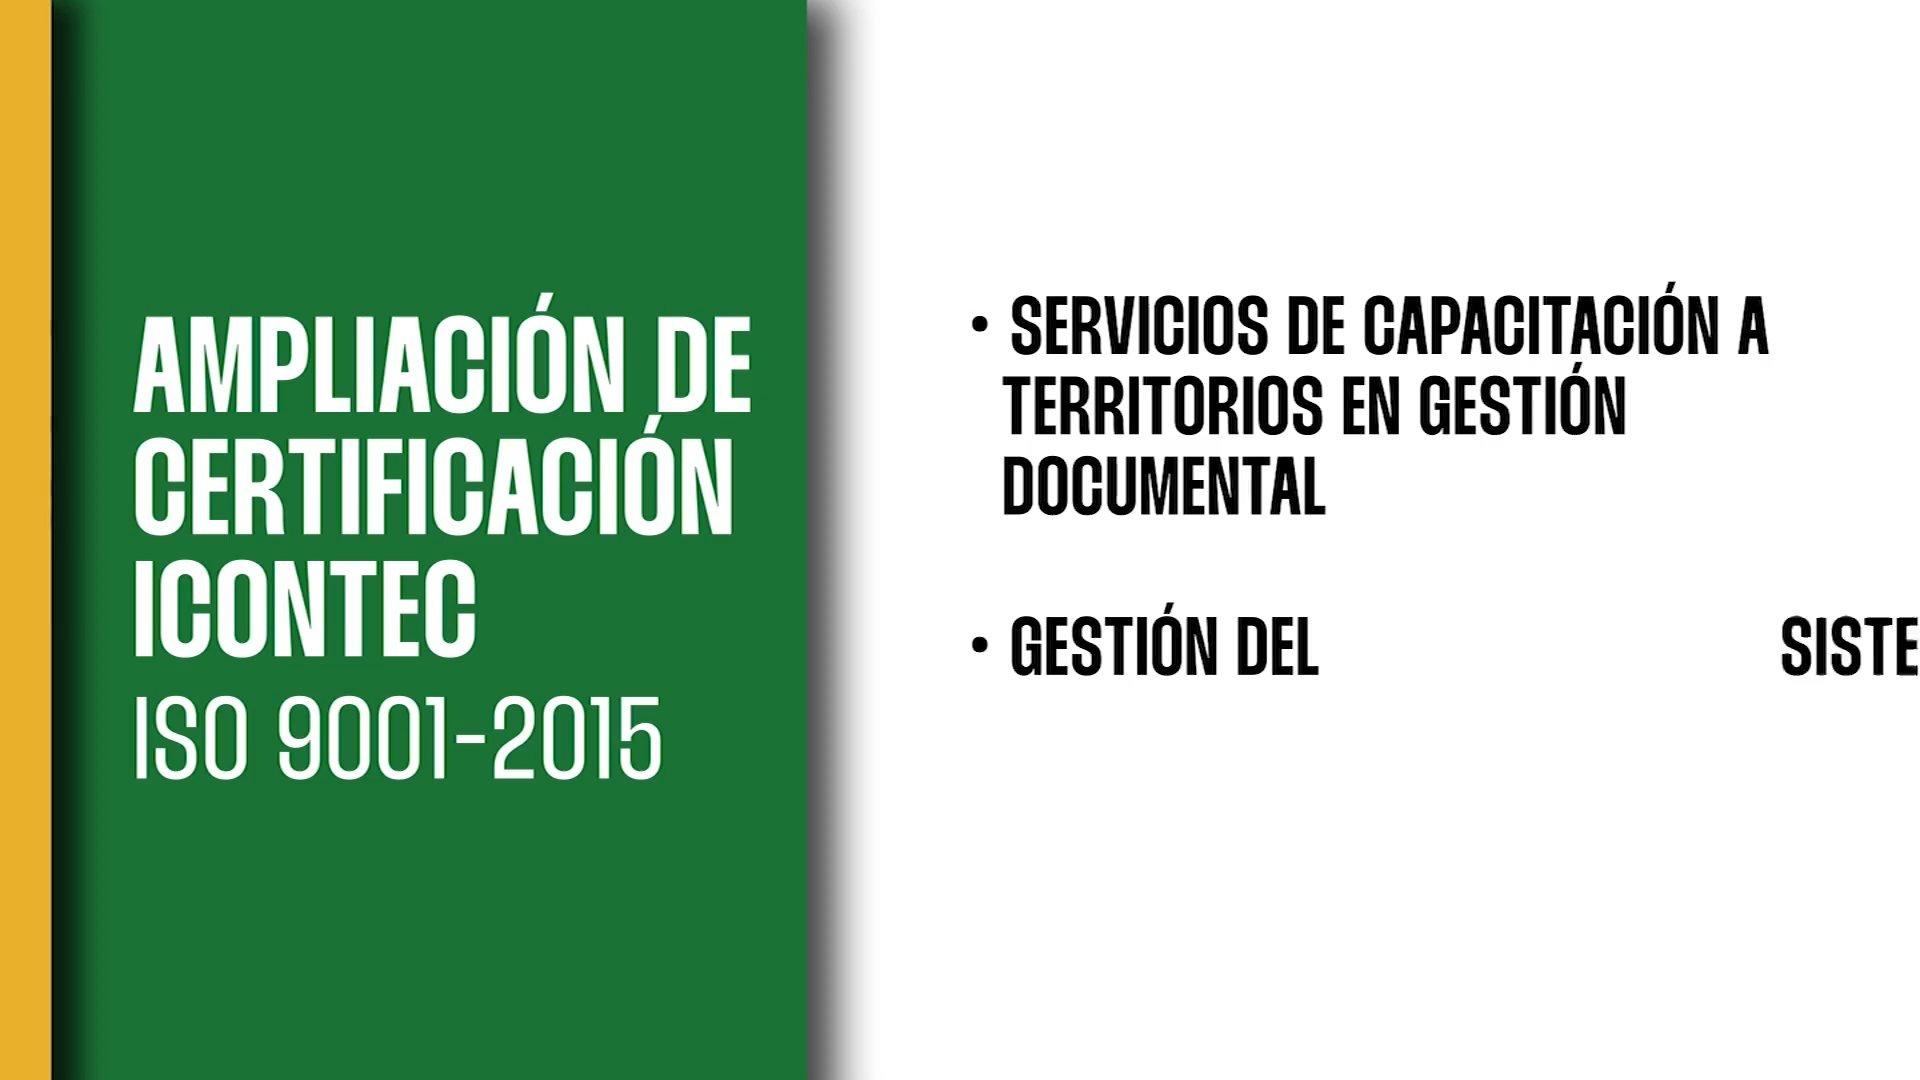 AMPLIACIÓN DE
CERTIFICACIÓN
ICONTEC
ISO 9001-2015
• SERVICIOS DE CAPACITACIÓN A
TERRITORIOS EN GESTIÓN
DOCUMENTAL
• GESTIÓN DEL SISTE